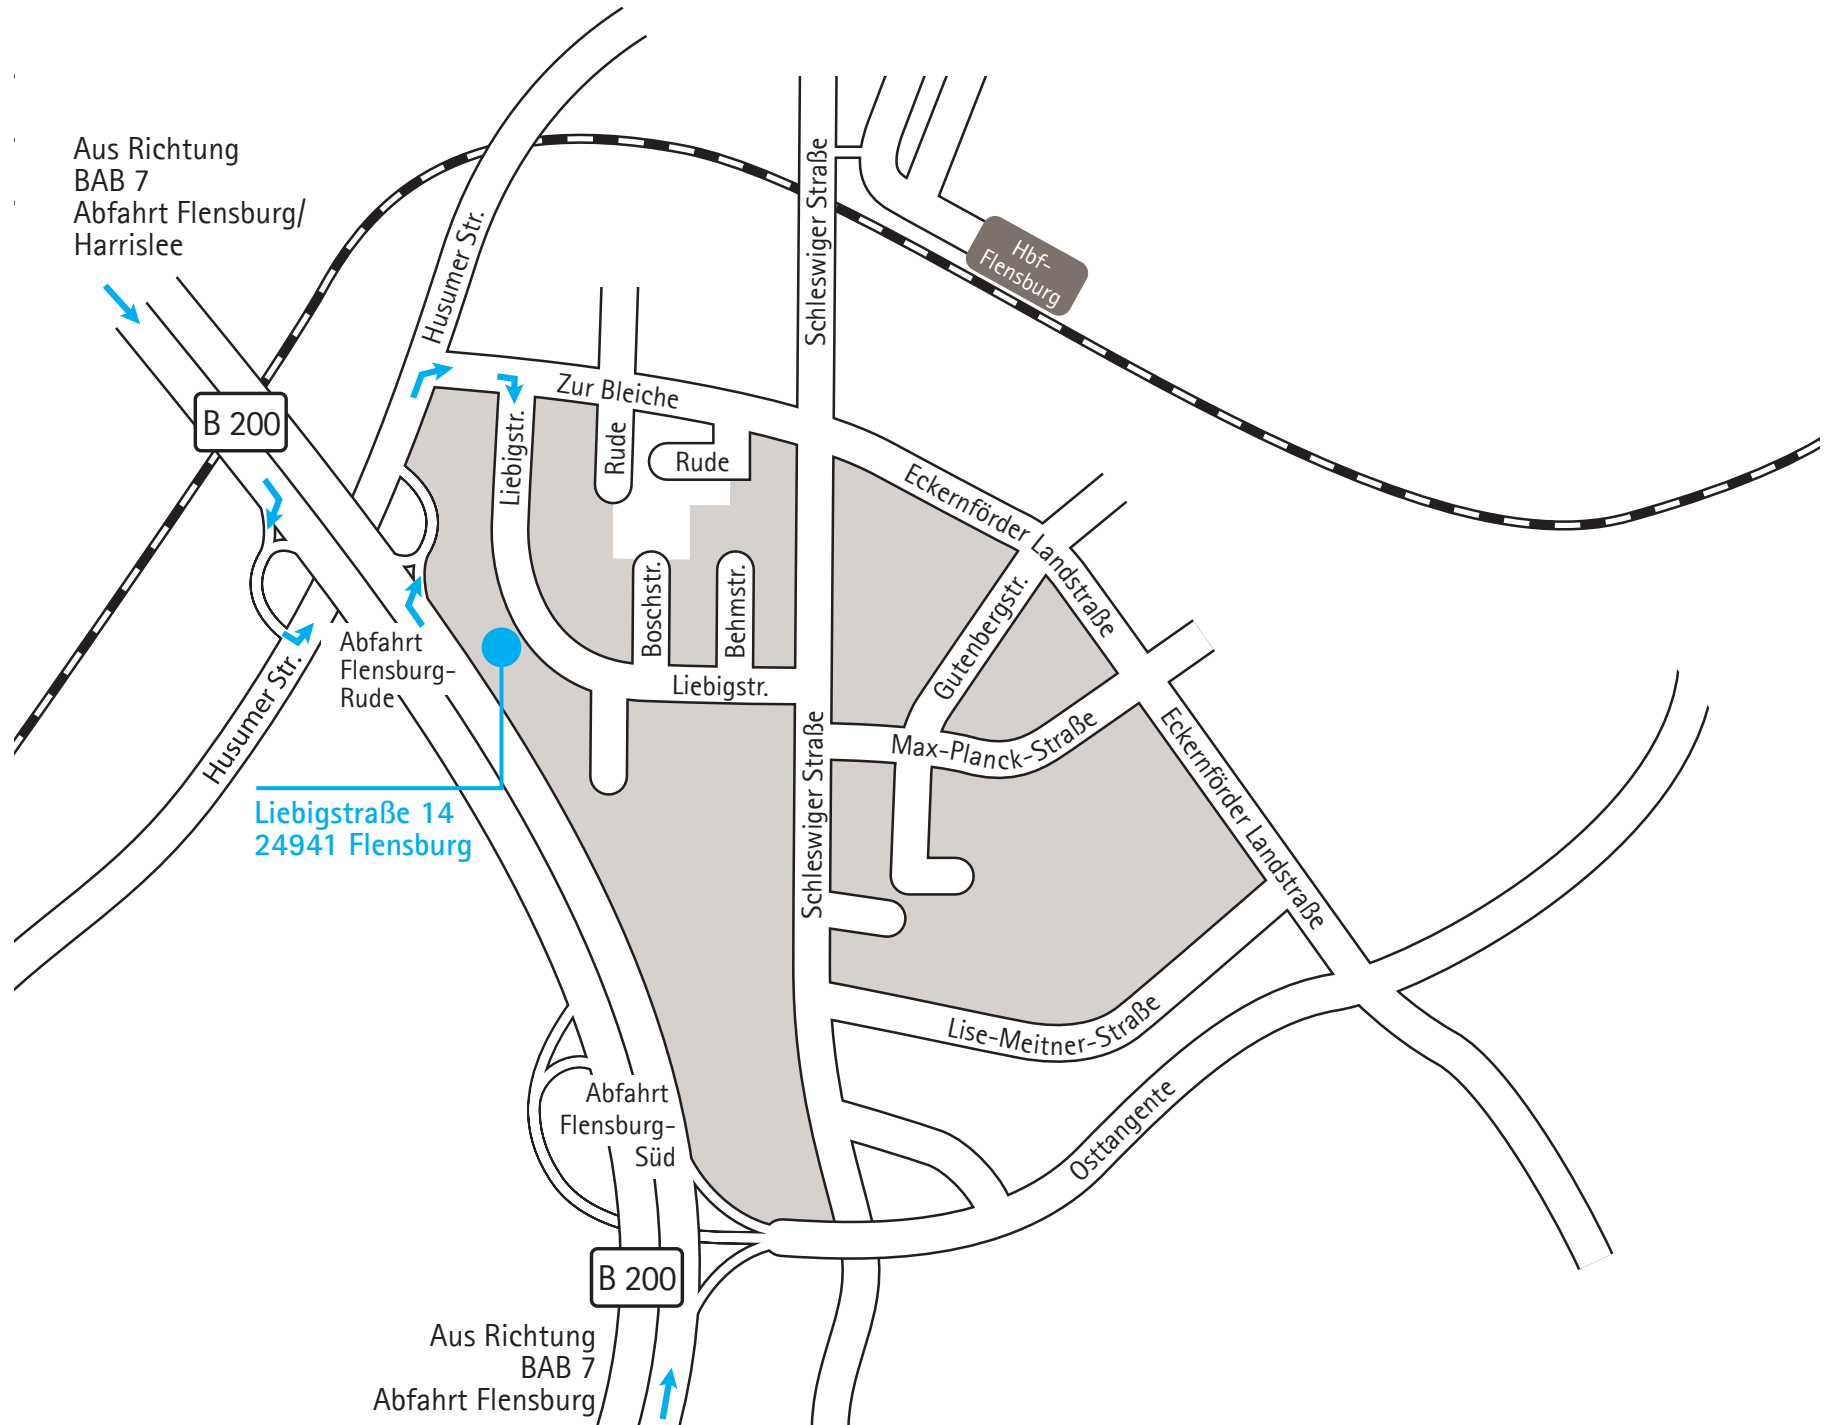 Aus Richtung
BAB 7
Abfahrt Flensburg/
Harrislee
Schleswiger Straße
Husumer Str.
Hbf-
Flensburg
B 200
Zur Bleiche
Liebigstr.
Rude
Rude
Eckernförder Landstraße
Boschstr.
Behmstr.
Gutenbergstr.
Abfahrt
Flensburg-
Rude
Husumer Str.
Liebigstr.
Max-Planck-Straße
Schleswiger Straße
Eckernförder Landstraße
Liebigstraße 14
24941 Flensburg
Lise-Meitner-Straße
Abfahrt
Flensburg-
Süd
Osttangente
B 200
Aus Richtung
BAB 7
Abfahrt Flensburg